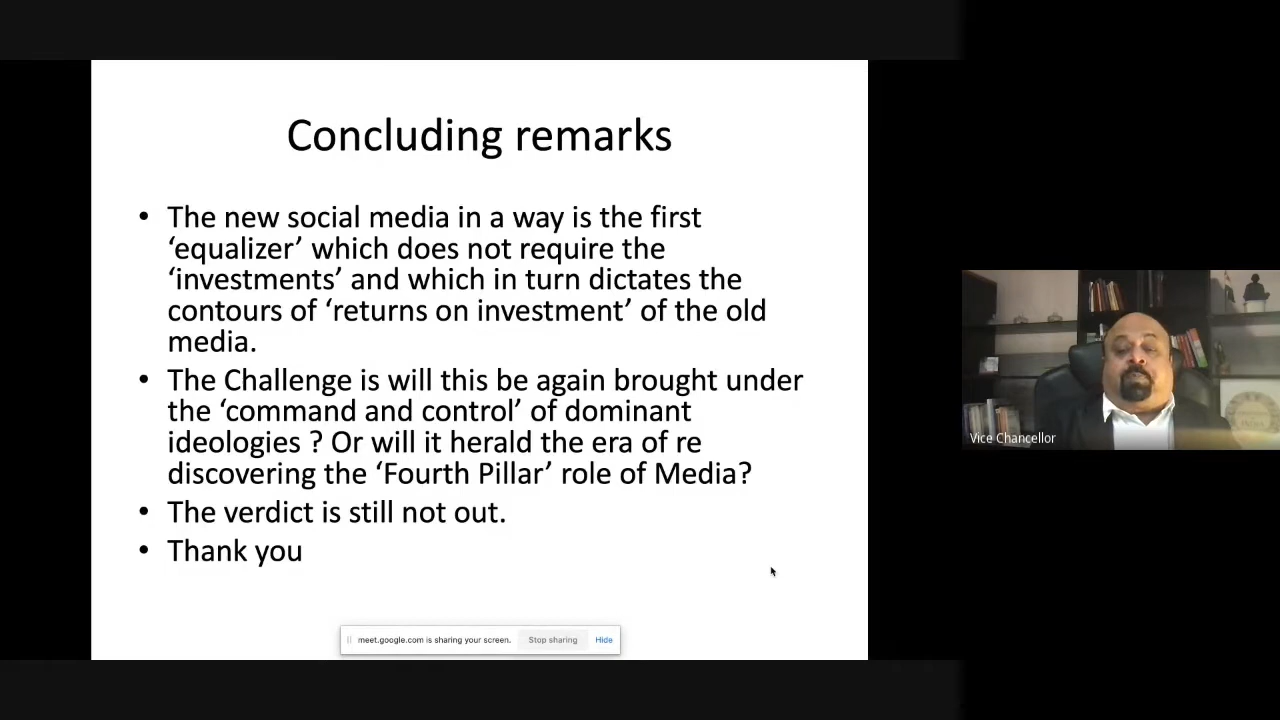 Concluding remarks
• The new social media in a way is the first
‘equalizer’ which does not require the
‘investments’ and which in turn dictates the
contours of ‘returns on investment’ of the old
media.
• The Challenge is will this be again brought under
the ‘command and control’ of dominant
ideologies ? Or will it herald the era of re
discovering the ‘Fourth Pillar’ role of Media?
• The verdict is still not out.
• Thank you
meet.google.com is sharing your screen. Stop sharing Hide
Vice Chancellor